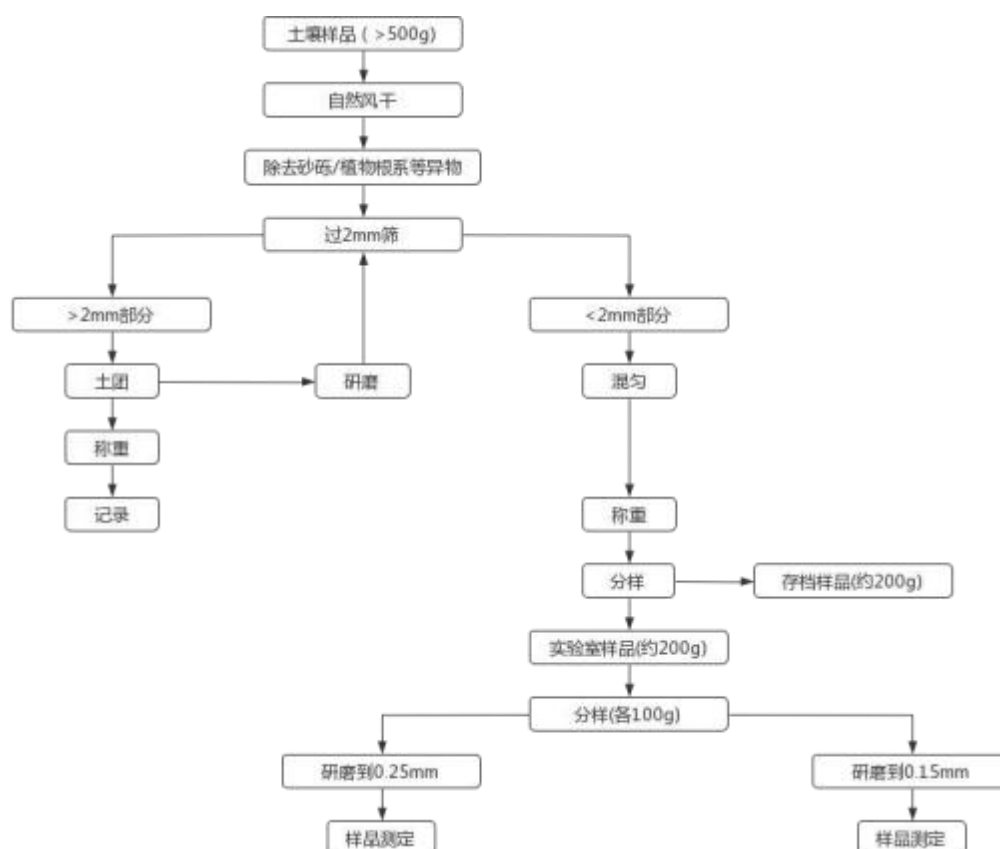 土壤样品（>500g)
自然风干
除去砂砾/植物根系等异物
过2mm筛
>2mm部分
<2mm部分
土团
研磨
混匀
称重
记录
称重
分样
存档样品(约200g)
实验室样品(约200g)
分样(各100g)
研磨到0.25mm
研磨到0.15mm
样品测定
样品测定